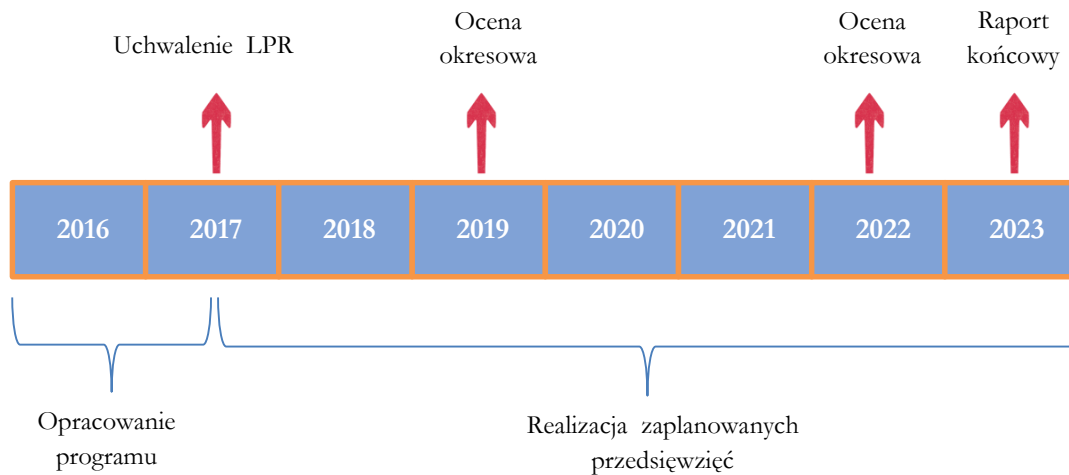 Uchwalenie LPR
Ocena
okresowa
Ocena
okresowa
Raport
końcowy
2016 2017 2018 2019 2020 2021 2022 2023
Opracowanie
programu
Realizacja zaplanowanych
przedsięwzięć